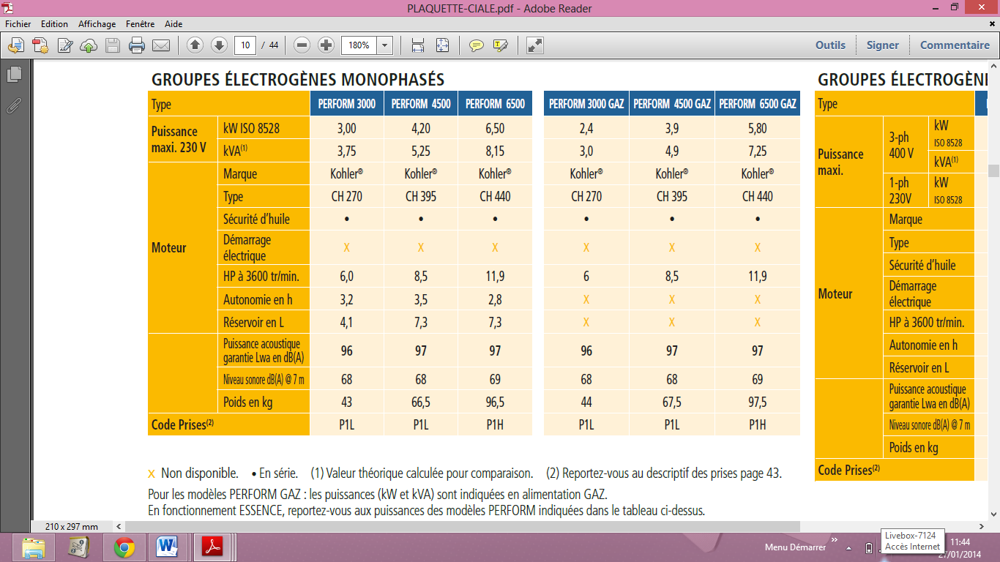 PLAQUETTE-CIALE.pdf - Adobe Reader
Fichier Edition Affichage Fenêtre Aide
10 / 44 180% Outils Signer Commentaire
GROUPES ÉLECTROGÈNES MONOPHASÉS
Type PERFORM 3000 PERFORM 4500 PERFORM 6500 PERFORM 3000 GAZ PERFORM 4500 GAZ PERFORM 6500 GAZ
Puissance maxi. 230 V
kW ISO 8528 3,00 4,20 6,50 2,4 3,9 5,80
kVA(1) 3,75 5,25 8,15 3,0 4,9 7,25
Moteur
Marque Kohler® Kohler® Kohler® Kohler® Kohler® Kohler®
Type CH 270 CH 395 CH 440 CH 270 CH 395 CH 440
Sécurité d'huile • • • • • •
Démarrage
électrique X X X X X X
HP à 3600 tr/min. 6,0 8,5 11,9 6 8,5 11,9
Autonomie en h 3,2 3,5 2,8 X X X
Réservoir en L 4,1 7,3 7,3 X X X
Puissance acoustique
garantie Lwa en dB(A) 96 97 97 96 97 97
Niveau sonore dB(A) @ 7 m 68 68 69 68 68 69
Poids en kg 43 66,5 96,5 44 67,5 97,5
Code Prises(2) P1L P1L P1H P1L P1L P1H
X Non disponible. • En série. (1) Valeur théorique calculée pour comparaison. (2) Reportez-vous au descriptif des prises page 43.
Pour les modèles PERFORM GAZ : les puissances (kW et kVA) sont indiquées en alimentation GAZ.
En fonctionnement ESSENCE, reportez-vous aux puissances des modèles PERFORM indiquées dans le tableau ci-dessus.
GROUPES ÉLECTROGÈN
Type
Puissance
maxi.
3-ph
400 V
kW
ISO 8528
kVA(1)
1-ph
230V
kW
ISO 8528
Moteur
Marque
Type
Sécurité d'huile
Démarrage
électrique
HP à 3600 tr/min.
Autonomie en h
Réservoir en L
Puissance acoustique
garantie Lwa en dB(A)
Niveau sonore dB(A) @ 7 m
Poids en kg
Code Prises(2)
210 x 297 mm
Menu Démarrer
Livebox-7124
Accès Internet
11:44
27/01/2014